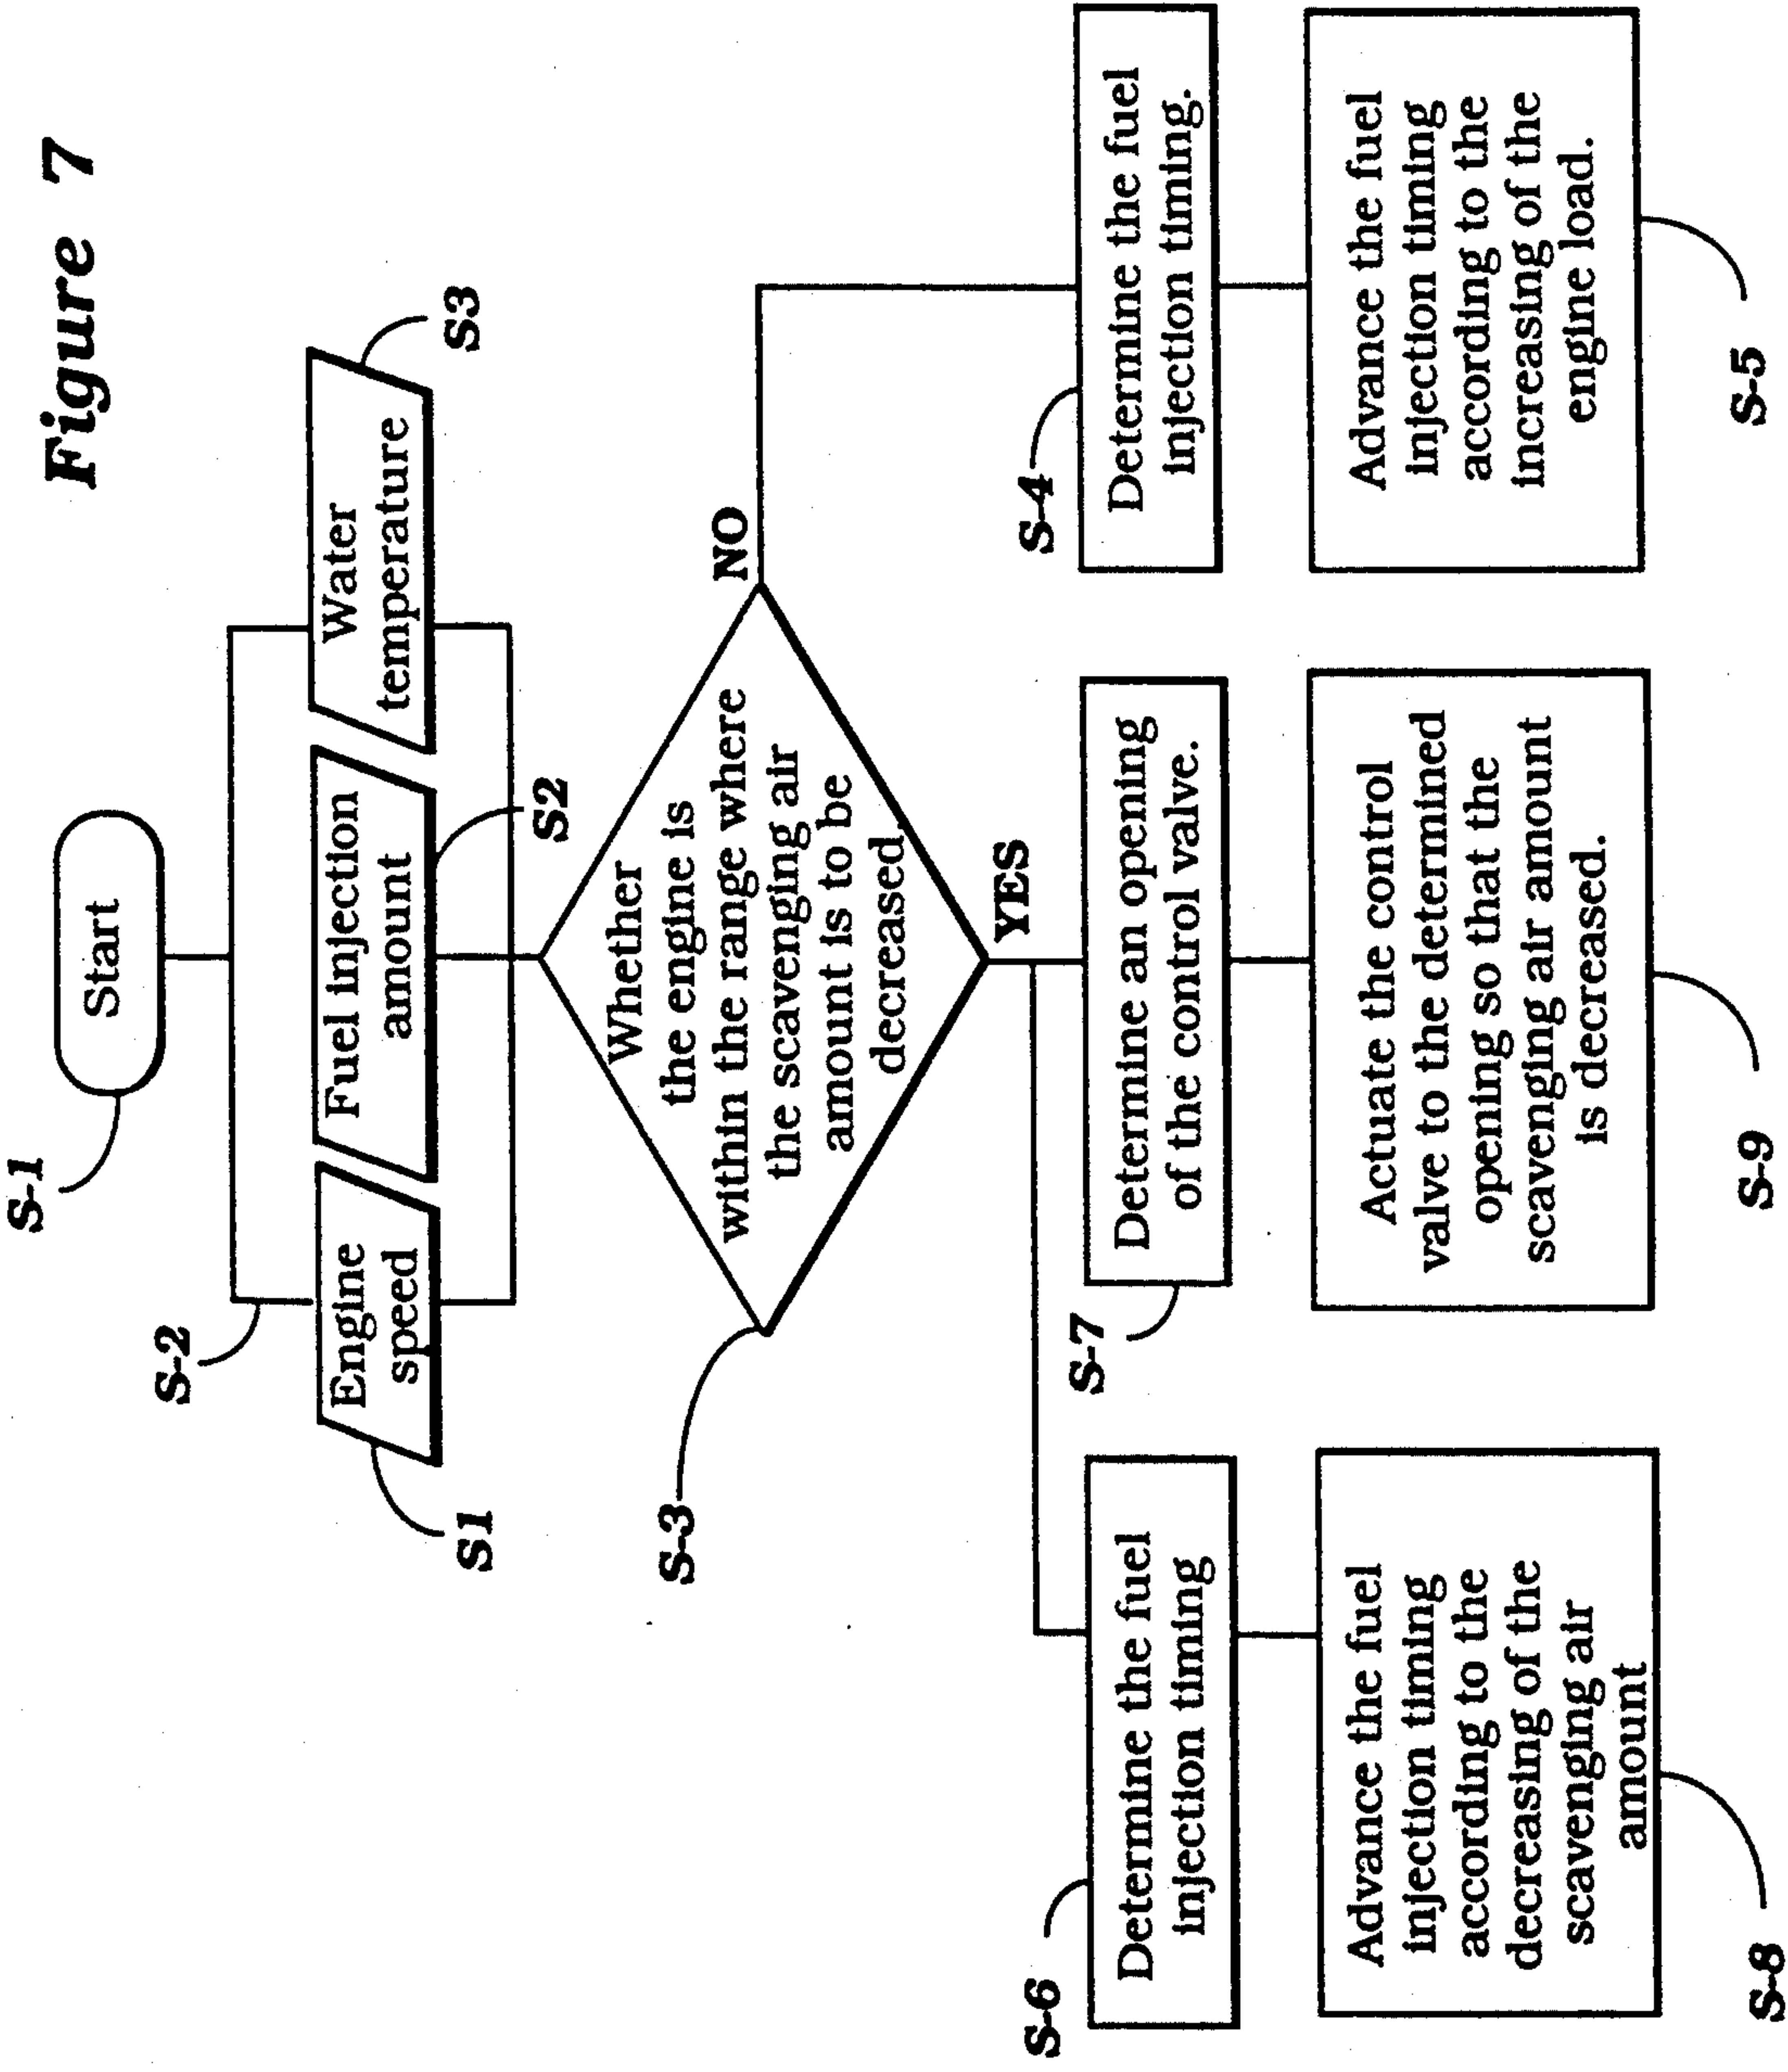 Figure 7
S-1
Start
S-2
Engine
speed
Fuel injection
amount
Water
temperature
S1
S2
S3
S-3
Whether
the engine is
within the range where
the scavenging air
amount is to be
decreased.
NO
YES
S-6
Determine the fuel
injection timing
S-7
Determine an opening
of the control valve.
S-4
Determine the fuel
injection timing.
Advance the fuel
injection timing
according to the
decreasing of the
scavenging air
amount
S-8
Actuate the control
valve to the determined
opening so that the
scavenging air amount
is decreased.
S-9
Advance the fuel
injection timing
according to the
increasing of the
engine load.
S-5